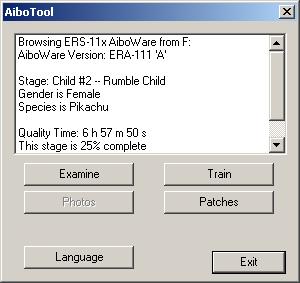 AiboTool
Browsing ERS-11x AiboWare from F:
AiboWare Version: ERA-111 'A'
Stage: Child #2 -- Rumble Child
Gender is Female
Species is Pikachu
Quality Time: 6 h 57 m 50 s
This stage is 25% complete
Examine
Train
Photos
Patches
Language
Exit